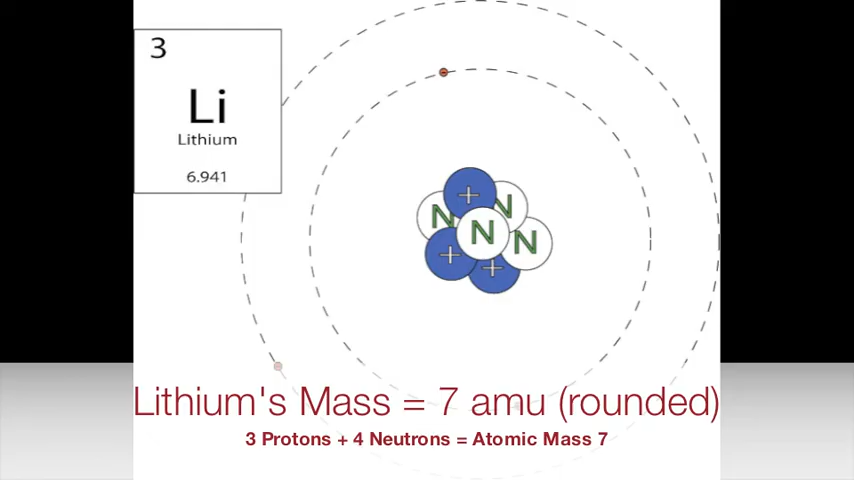 3
Li
Lithium
6.941
+
N
N
N
N
+
+
Lithium's Mass = 7 amu (rounded)
3 Protons + 4 Neutrons = Atomic Mass 7